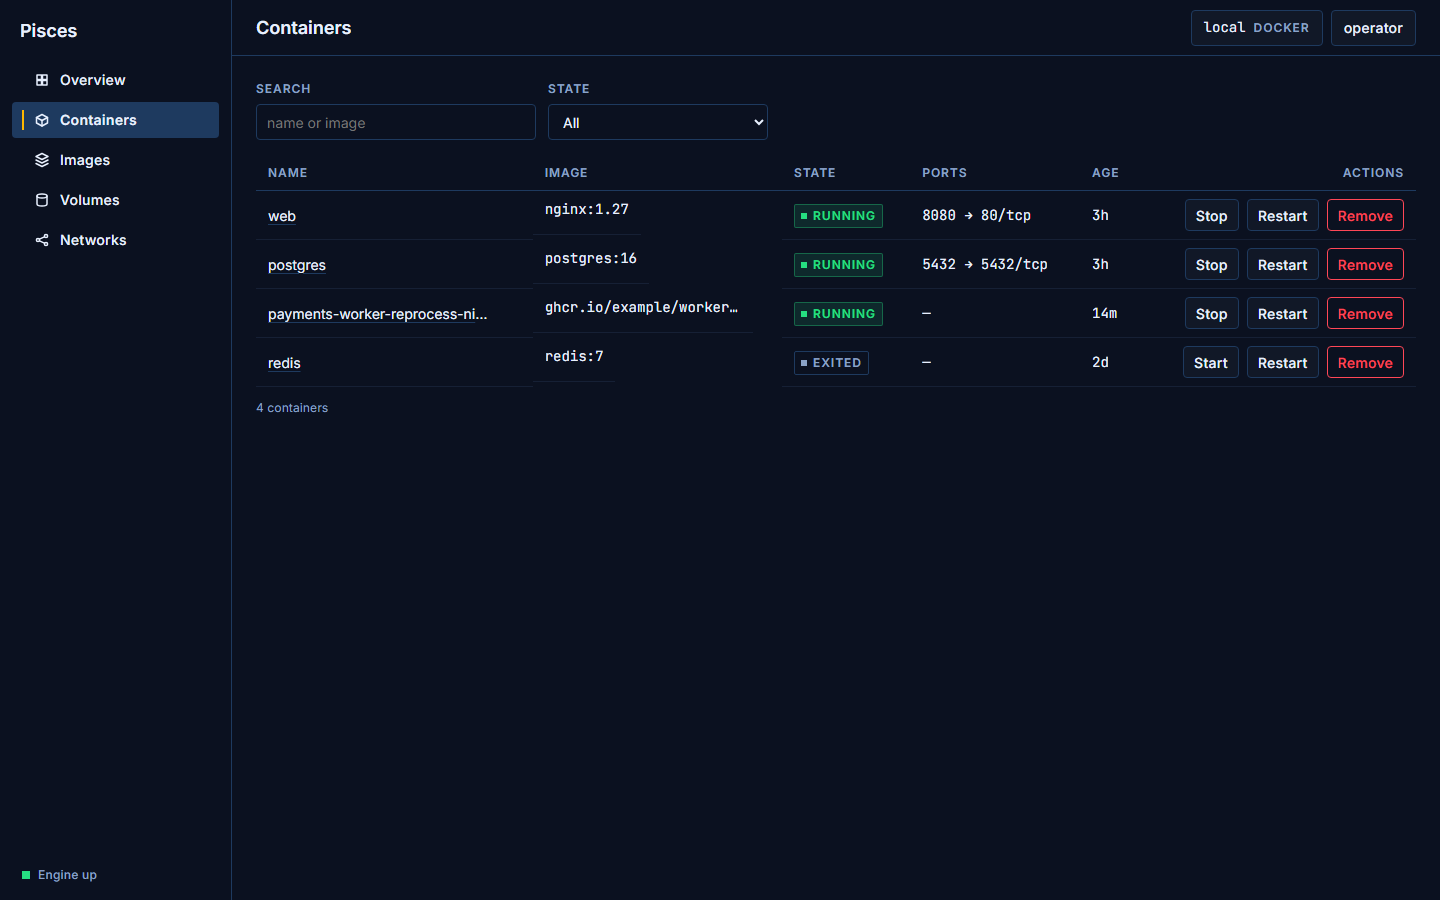 Pisces
Overview
Containers
Images
Volumes
Networks
Engine up
Containers
local DOCKER
operator
SEARCH
STATE
name or image
All
NAME IMAGE STATE PORTS AGE ACTIONS
web nginx:1.27 RUNNING 8080 → 80/tcp 3h Stop Restart Remove
postgres postgres:16 RUNNING 5432 → 5432/tcp 3h Stop Restart Remove
payments-worker-reprocess-ni... ghcr.io/example/worker… RUNNING — 14m Stop Restart Remove
redis redis:7 EXITED — 2d Start Restart Remove
4 containers